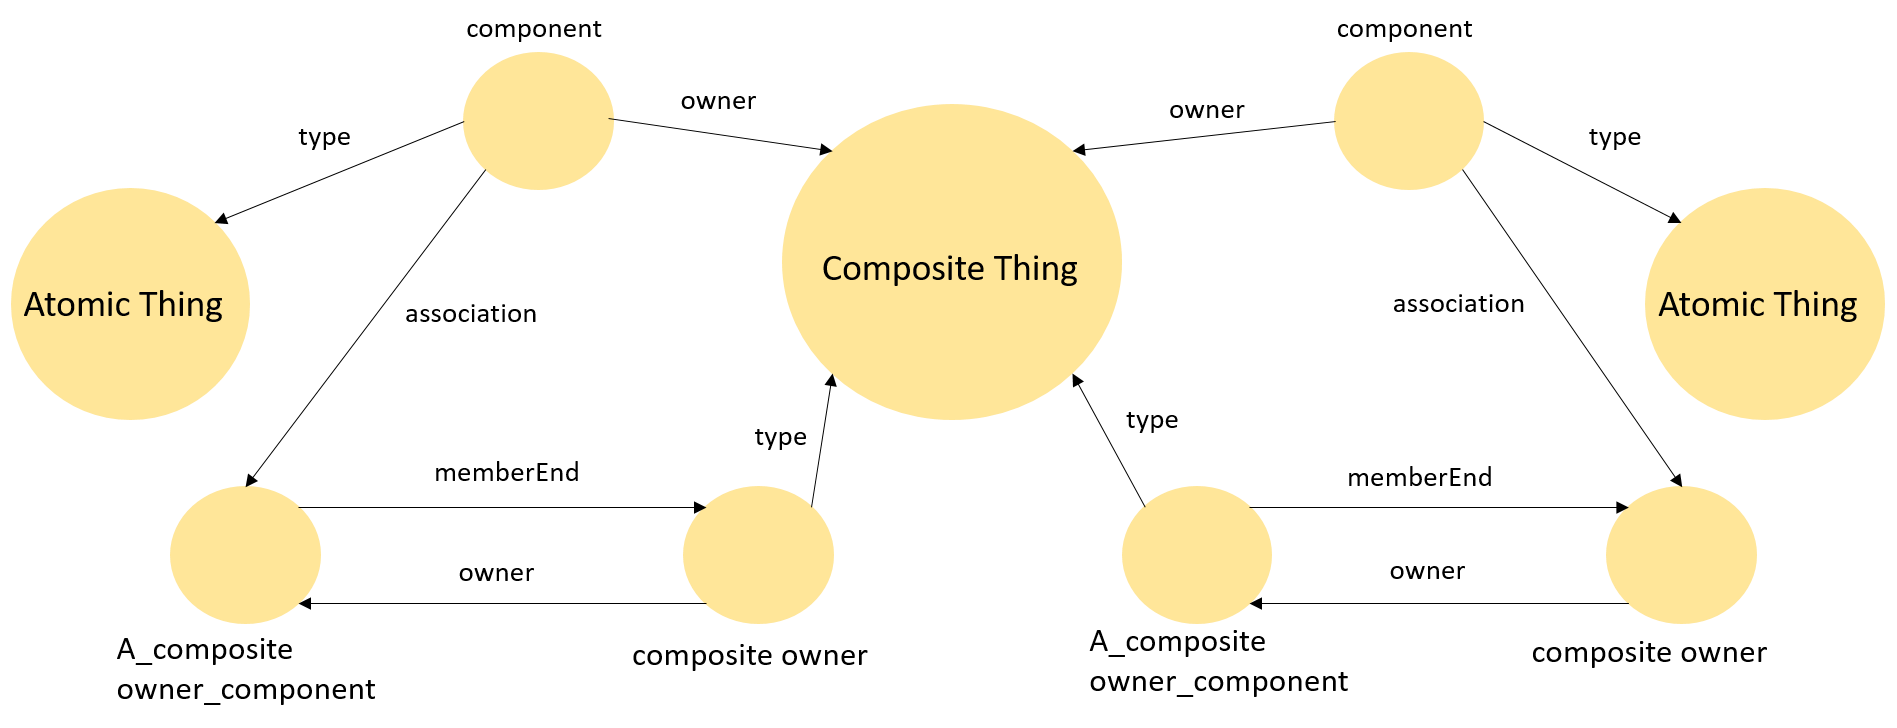 component
component
owner
owner
type
type
Composite Thing
Atomic Thing
Atomic Thing
association
association
type
type
memberEnd
memberEnd
owner
owner
A_composite
owner_component
composite owner
A_composite
owner_component
composite owner